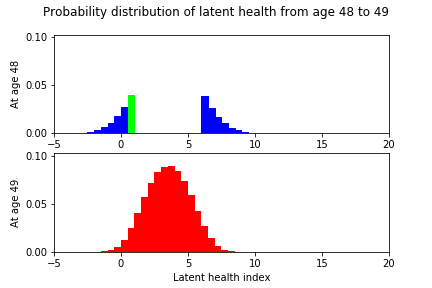 Probability distribution of latent health from age 48 to 49
0.10
0.05
0.00
At age 48
−5 0 5 10 15 20
0.10
0.05
0.00
At age 49
−5 0 5 10 15 20
Latent health index